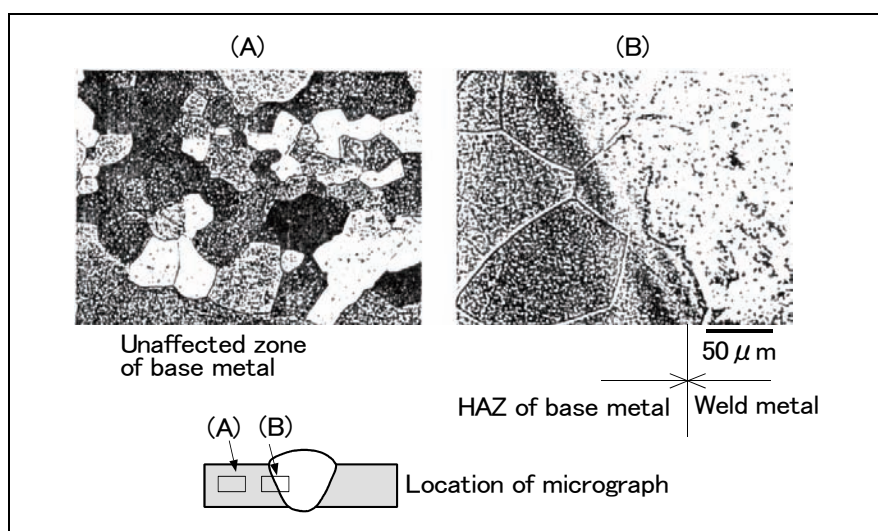 (A)
(B)
Unaffected zone
of base metal
50 μm
HAZ of base metal
Weld metal
(A)
(B)
Location of micrograph